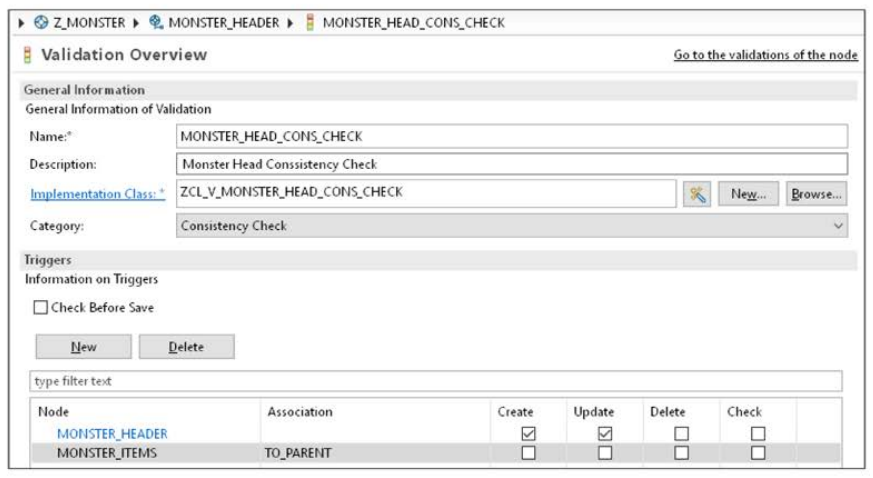 Z_MONSTER MONSTER_HEADER MONSTER_HEAD_CONS_CHECK
Validation Overview Go to the validations of the node
General Information
General Information of Validation
Name:* MONSTER_HEAD_CONS_CHECK
Description: Monster Head Conssistency Check
Implementation Class: * ZCL_V_MONSTER_HEAD_CONS_CHECK New... Browse...
Category: Consistency Check
Triggers
Information on Triggers
Check Before Save
New Delete
type filter text
Node Association Create Update Delete Check
MONSTER_HEADER
MONSTER_ITEMS TO_PARENT